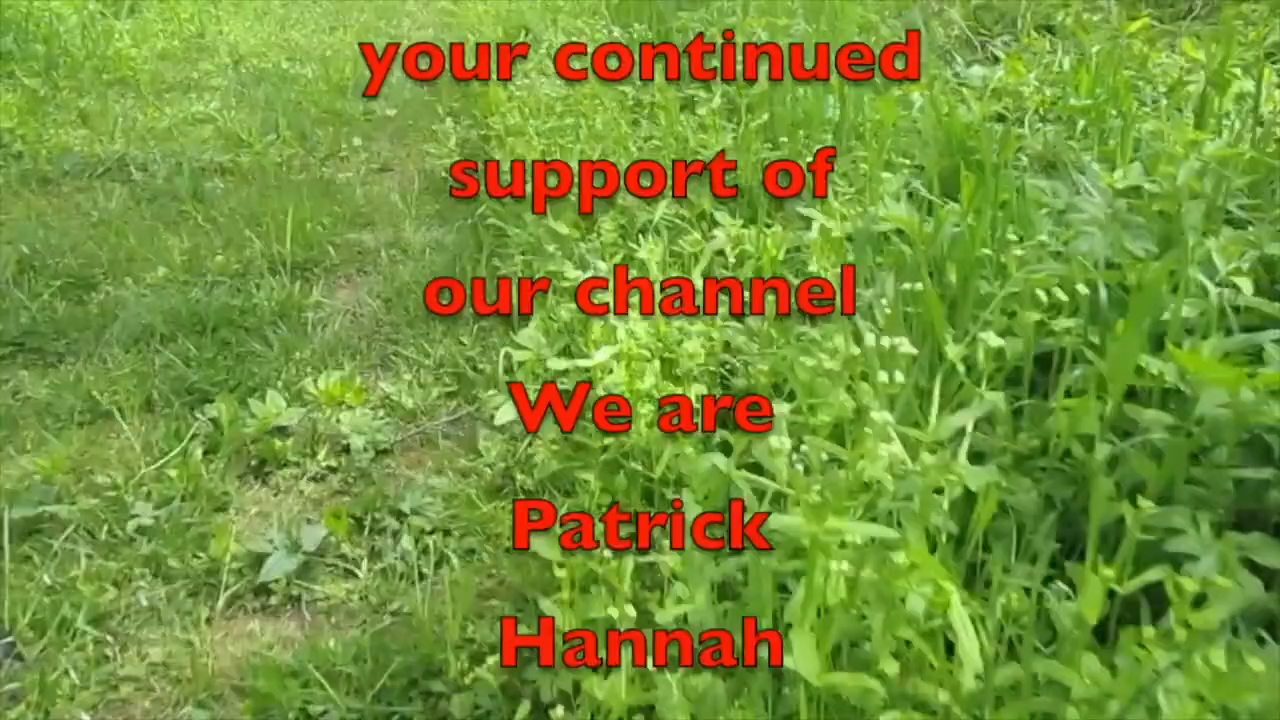 your continued
support of
our channel
We are
Patrick
Hannah